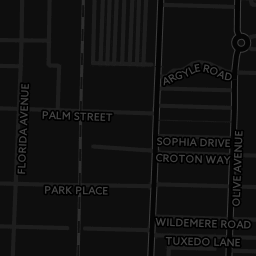 ARGYLE ROAD
FLORIDA AVENUE
PALM STREET
OLIVE AVENUE
SOPHIA DRIVE
CROTON WAY
PARK PLACE
WILDEMERE ROAD
TUXEDO LANE